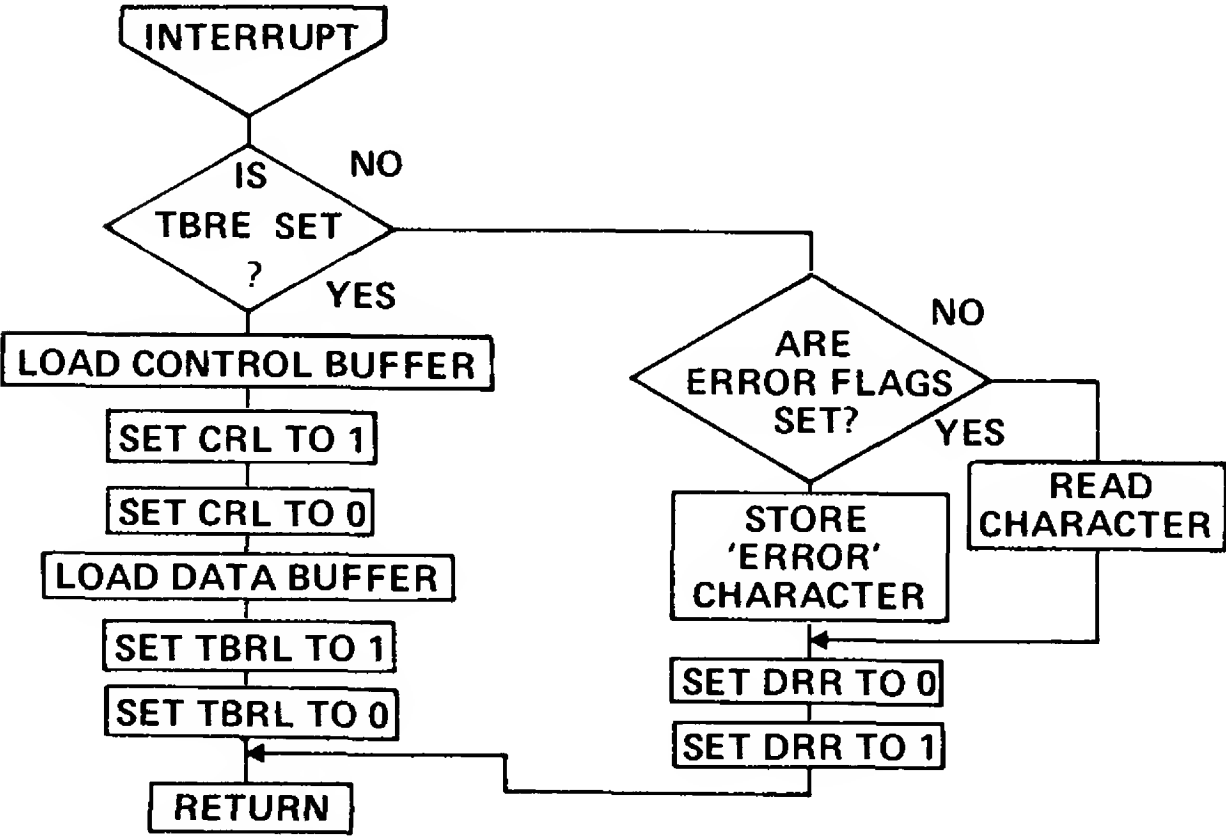 INTERRUPT
IS
TBRE SET
?
NO
YES
LOAD CONTROL BUFFER
SET CRL TO 1
SET CRL TO 0
LOAD DATA BUFFER
SET TBRL TO 1
SET TBRL TO 0
RETURN
ARE
ERROR FLAGS
SET?
NO
YES
READ
CHARACTER
STORE
'ERROR'
CHARACTER
SET DRR TO 0
SET DRR TO 1